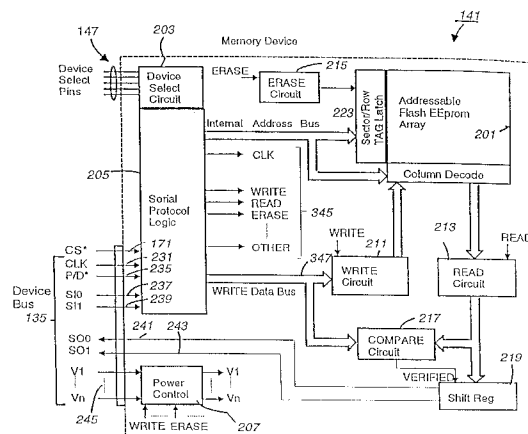 147
Memory Device
141
Device
Select
Pins
203
Device
Select
Circuit
ERASE
215
ERASE
Circuit
223
Sector/Row
TAG Latch
Addressable
Flash EEprom
Array
201
Internal Address Bus
Column Decode
205
Serial
Protocol
Logic
CLK
WRITE
READ
ERASE
OTHER
345
347
WRITE
211
WRITE
Circuit
213
READ
READ
Circuit
WRITE Data Bus
Device
Bus
135
CS*
171
CLK
231
P/D*
235
SI0
237
SI1
239
SO0
241
243
SO1
217
COMPARE
Circuit
VERIFIED
219
Shift Reg
V1
Vn
245
Power
Control
V1
Vn
207
WRITE ERASE